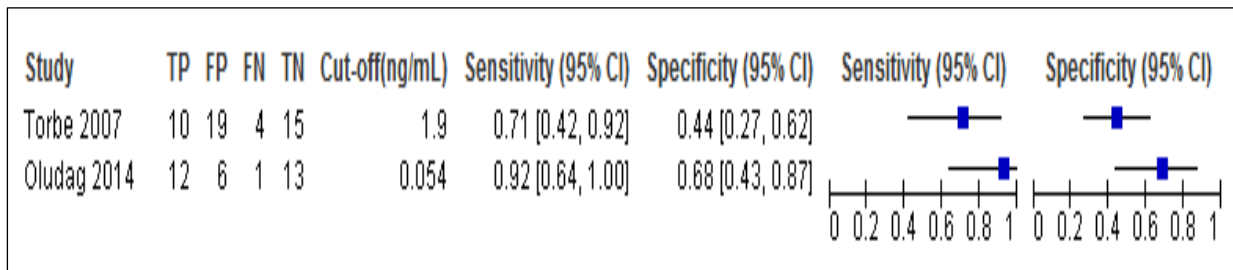 Study TP FP FN TN Cut-off(ng/mL) Sensitivity (95% CI) Specificity (95% CI) Sensitivity (95% CI) Specificity (95% CI)
Torbe 2007 10 19 4 15 1.9 0.71 [0.42, 0.92] 0.44 [0.27, 0.62]
Oludag 2014 12 6 1 13 0.054 0.92 [0.64, 1.00] 0.68 [0.43, 0.87]
0 0.2 0.4 0.6 0.8 1 0 0.2 0.4 0.6 0.8 1